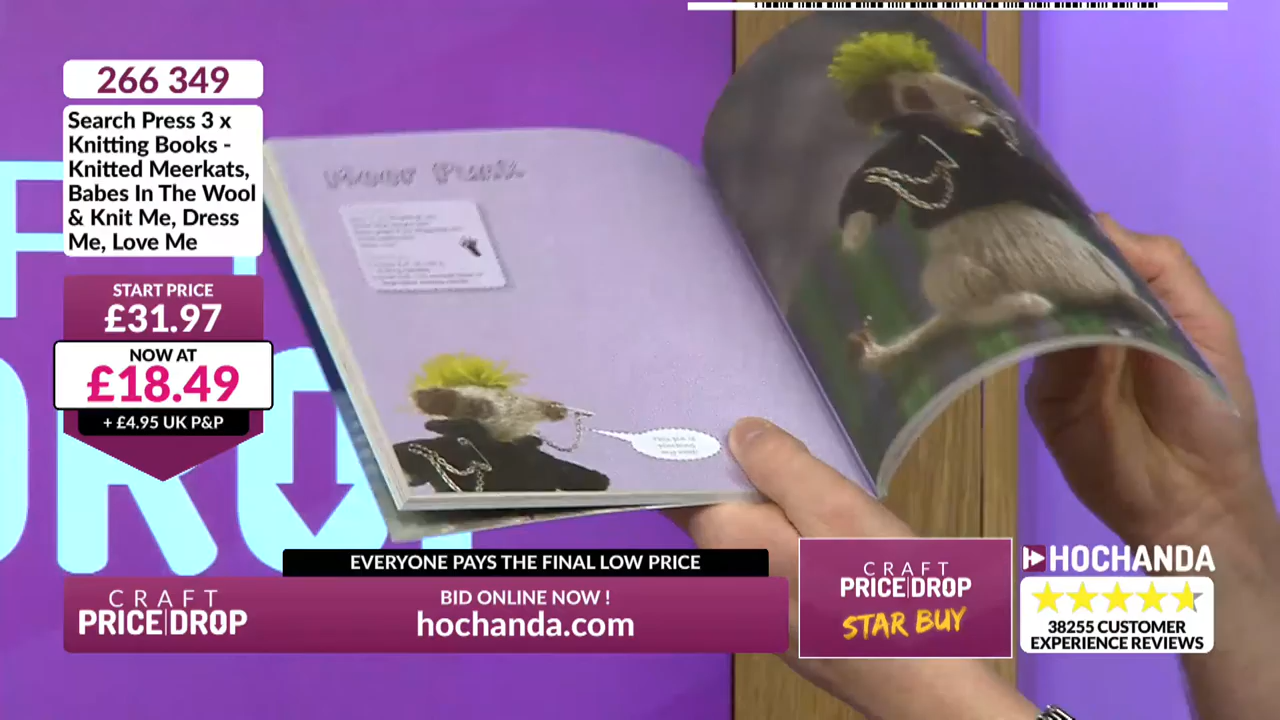 266 349
Search Press 3 x
Knitting Books -
Knitted Meerkats,
Babes In The Wool
& Knit Me, Dress
Me, Love Me
START PRICE
£31.97
NOW AT
£18.49
+ £4.95 UK P&P
Meer Punk
EVERYONE PAYS THE FINAL LOW PRICE
CRAFT
PRICE DROP
BID ONLINE NOW !
hochanda.com
CRAFT
PRICE DROP
STAR BUY
HOCHANDA
38255 CUSTOMER
EXPERIENCE REVIEWS